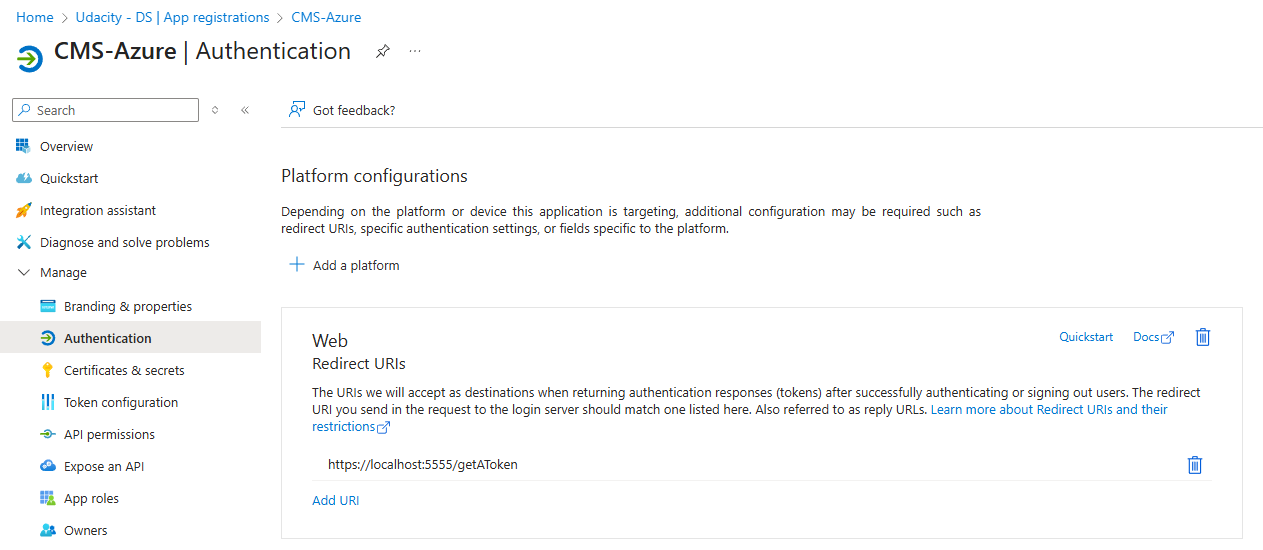 Home > Udacity - DS | App registrations > CMS-Azure
CMS-Azure | Authentication
Search
Got feedback?
Overview
Quickstart
Integration assistant
Diagnose and solve problems
Manage
Branding & properties
Authentication
Certificates & secrets
Token configuration
API permissions
Expose an API
App roles
Owners
Platform configurations
Depending on the platform or device this application is targeting, additional configuration may be required such as
redirect URIs, specific authentication settings, or fields specific to the platform.
Add a platform
Web
Quickstart
Docs
Redirect URIs
The URIs we will accept as destinations when returning authentication responses (tokens) after successfully authenticating or signing out users. The redirect
URI you send in the request to the login server should match one listed here. Also referred to as reply URLs. Learn more about Redirect URIs and their
restrictions
https://localhost:5555/getAToken
Add URI